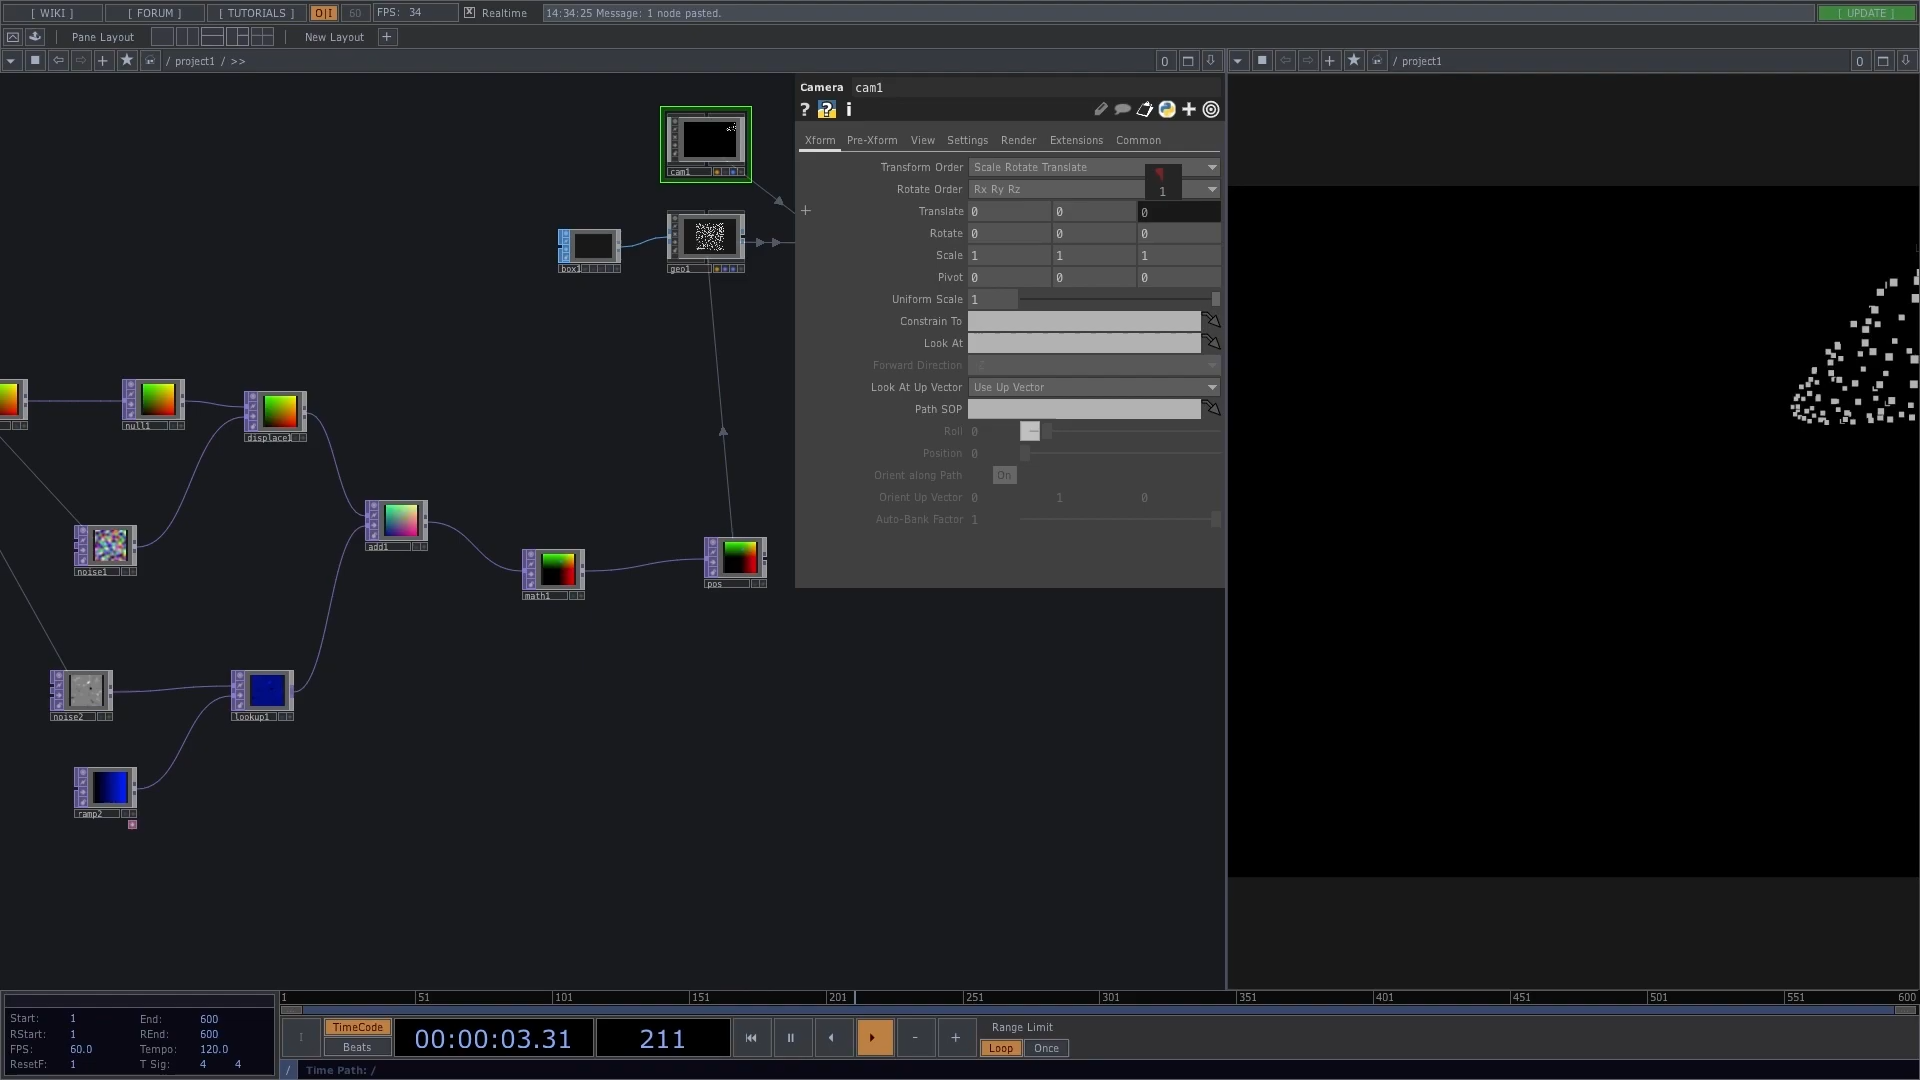 [ WIKI ] [ FORUM ] [ TUTORIALS ] O|I 60 FPS: 34 Realtime 14:34:25 Message: 1 node pasted. [ UPDATE ]
Pane Layout New Layout +
/ project1 / >> 0 / project1 0
Camera cam1
? ? i
Xform Pre-Xform View Settings Render Extensions Common
Transform Order Scale Rotate Translate
Rotate Order Rx Ry Rz 1
Translate 0 0 0
Rotate 0 0 0
Scale 1 1 1
Pivot 0 0 0
Uniform Scale 1
Constrain To
Look At
Forward Direction
Look At Up Vector Use Up Vector
Path SOP
Roll 0
Position 0
Orient along Path On
Orient Up Vector 0 1 0
Auto-Bank Factor 1
cam1
box1 geo1
null1
displace1
add1
noise1
math1
pos
noise2
lookup1
ramp2
1 51 101 151 201 251 301 351 401 451 501 551 600
Start: 1 End: 600
RStart: 1 REnd: 600
FPS: 60.0 Tempo: 120.0
ResetF: 1 T Sig: 4 4
TimeCode
Beats
00:00:03.31 211
- +
Range Limit
Loop Once
/ Time Path: /